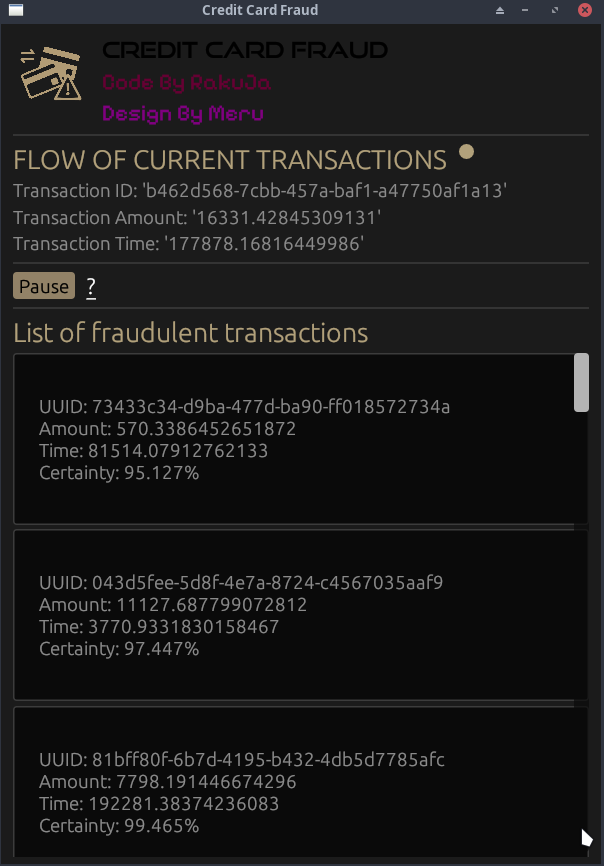 Credit Card Fraud
CREDIT CARD FRAUD
Code By RakuJa
Design By Meru
FLOW OF CURRENT TRANSACTIONS
Transaction ID: 'b462d568-7cbb-457a-baf1-a47750af1a13'
Transaction Amount: '16331.42845309131'
Transaction Time: '177878.16816449986'
Pause ?
List of fraudulent transactions
UUID: 73433c34-d9ba-477d-ba90-ff018572734a
Amount: 570.3386452651872
Time: 81514.07912762133
Certainty: 95.127%
UUID: 043d5fee-5d8f-4e7a-8724-c4567035aaf9
Amount: 11127.687799072812
Time: 3770.9331830158467
Certainty: 97.447%
UUID: 81bff80f-6b7d-4195-b432-4db5d7785afc
Amount: 7798.191446674296
Time: 192281.38374236083
Certainty: 99.465%